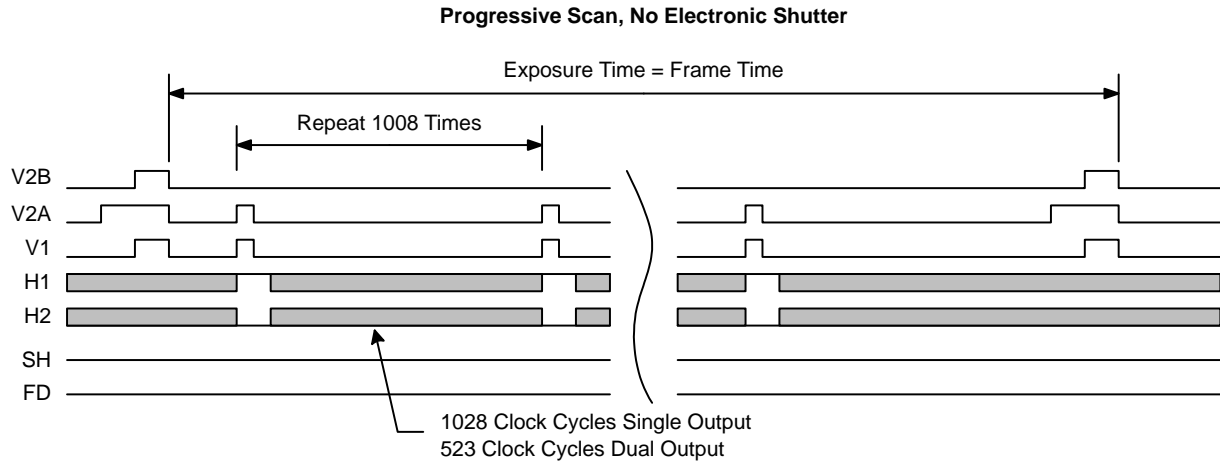 Progressive Scan, No Electronic Shutter
Exposure Time = Frame Time
Repeat 1008 Times
V2B
V2A
V1
H1
H2
SH
FD
1028 Clock Cycles Single Output
523 Clock Cycles Dual Output